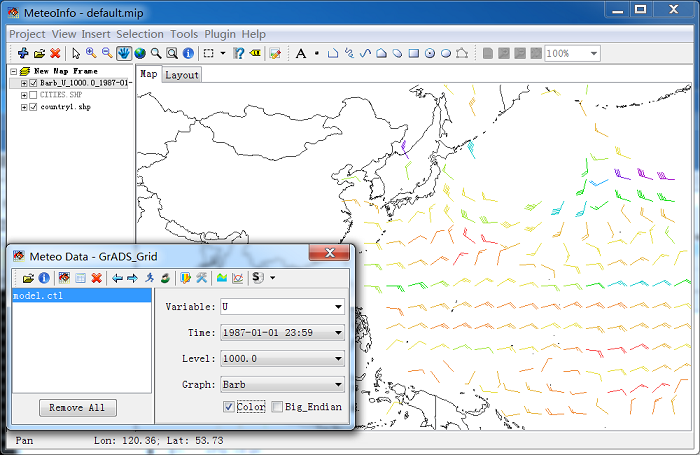 MeteoInfo - default.mip
Project View Insert Selection Tools Plugin Help
A
100%
New Map Frame
Barb_U_1000.0_1987-01-
CITIES.SHP
country1.shp
Map
Layout
Meteo Data - GrADS_Grid
S
model.ctl
Variable: U
Time: 1987-01-01 23:59
Level: 1000.0
Graph: Barb
Color
Big_Endian
Remove All
Pan
Lon: 120.36; Lat: 53.73